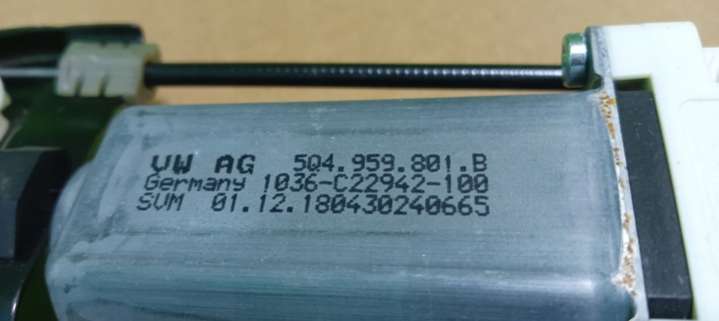 VW AG 5Q4.959.801.B
Germany 1036-C22942-100
SVM 01.12.180430240665